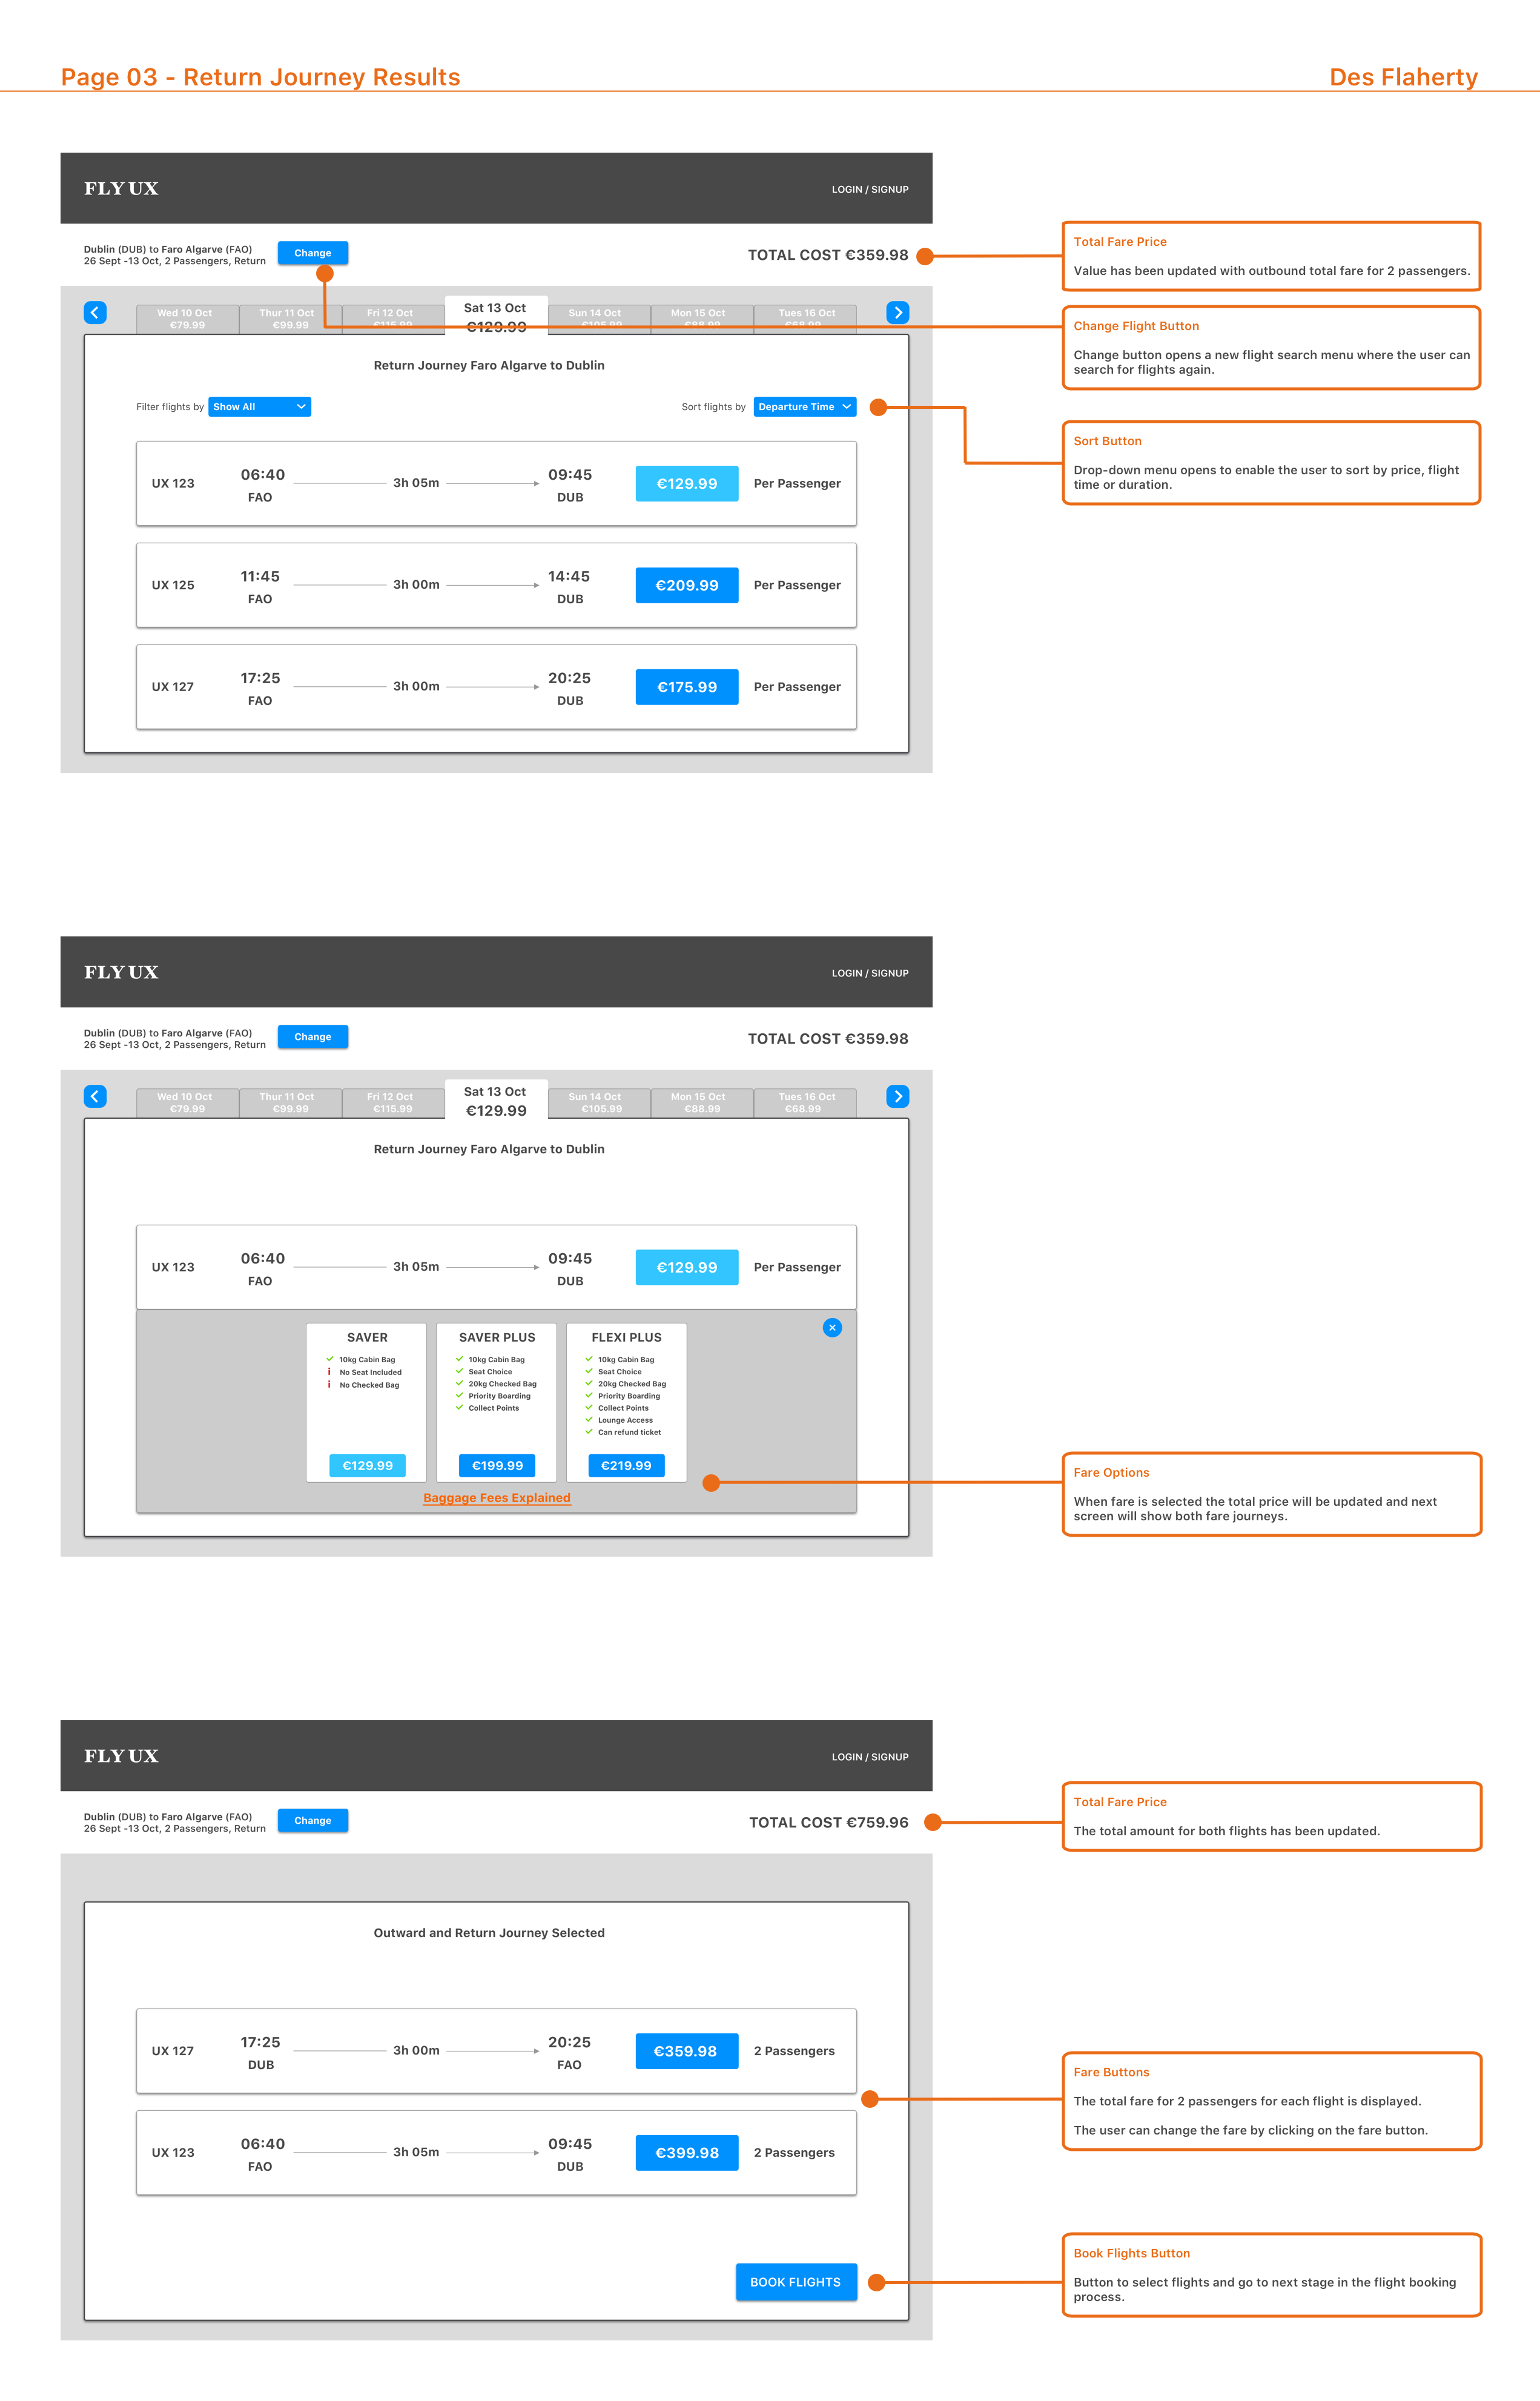 Page 03 - Return Journey Results
Des Flaherty
FLY UX
LOGIN / SIGNUP
Dublin (DUB) to Faro Algarve (FAO)
26 Sept -13 Oct, 2 Passengers, Return
Change
TOTAL COST €359.98
Total Fare Price
Value has been updated with outbound total fare for 2 passengers.
Wed 10 Oct
€79.99
Thur 11 Oct
€99.99
Fri 12 Oct
€115.99
Sat 13 Oct
€129.99
Sun 14 Oct
€105.99
Mon 15 Oct
€88.99
Tues 16 Oct
€68.99
Change Flight Button
Change button opens a new flight search menu where the user can
search for flights again.
Return Journey Faro Algarve to Dublin
Filter flights by
Show All
Sort flights by
Departure Time
Sort Button
Drop-down menu opens to enable the user to sort by price, flight
time or duration.
UX 123
06:40
FAO
3h 05m
09:45
DUB
€129.99
Per Passenger
UX 125
11:45
FAO
3h 00m
14:45
DUB
€209.99
Per Passenger
UX 127
17:25
FAO
3h 00m
20:25
DUB
€175.99
Per Passenger
FLY UX
LOGIN / SIGNUP
Dublin (DUB) to Faro Algarve (FAO)
26 Sept -13 Oct, 2 Passengers, Return
Change
TOTAL COST €359.98
Wed 10 Oct
€79.99
Thur 11 Oct
€99.99
Fri 12 Oct
€115.99
Sat 13 Oct
€129.99
Sun 14 Oct
€105.99
Mon 15 Oct
€88.99
Tues 16 Oct
€68.99
Return Journey Faro Algarve to Dublin
UX 123
06:40
FAO
3h 05m
09:45
DUB
€129.99
Per Passenger
SAVER
10kg Cabin Bag
No Seat Included
No Checked Bag
€129.99
SAVER PLUS
10kg Cabin Bag
Seat Choice
20kg Checked Bag
Priority Boarding
Collect Points
€199.99
FLEXI PLUS
10kg Cabin Bag
Seat Choice
20kg Checked Bag
Priority Boarding
Collect Points
Lounge Access
Can refund ticket
€219.99
Baggage Fees Explained
Fare Options
When fare is selected the total price will be updated and next
screen will show both fare journeys.
FLY UX
LOGIN / SIGNUP
Dublin (DUB) to Faro Algarve (FAO)
26 Sept -13 Oct, 2 Passengers, Return
Change
TOTAL COST €759.96
Total Fare Price
The total amount for both flights has been updated.
Outward and Return Journey Selected
UX 127
17:25
DUB
3h 00m
20:25
FAO
€359.98
2 Passengers
UX 123
06:40
FAO
3h 05m
09:45
DUB
€399.98
2 Passengers
Fare Buttons
The total fare for 2 passengers for each flight is displayed.
The user can change the fare by clicking on the fare button.
BOOK FLIGHTS
Book Flights Button
Button to select flights and go to next stage in the flight booking
process.